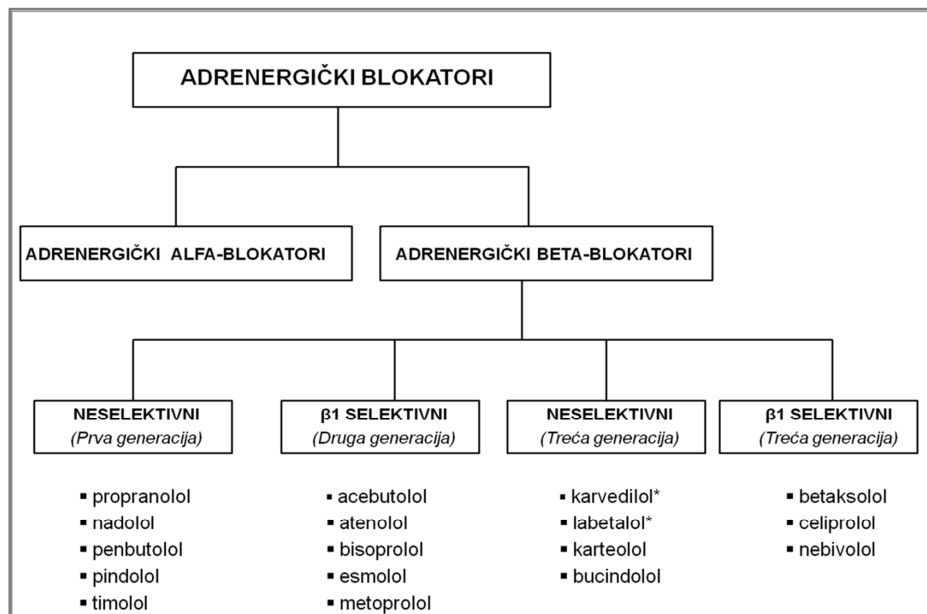 ADRENERGIČKI BLOKATORI
ADRENERGIČKI ALFA-BLOKATORI
ADRENERGIČKI BETA-BLOKATORI
NESELEKTIVNI
(Prva generacija)
▪ propranolol
▪ nadolol
▪ penbutolol
▪ pindolol
▪ timolol
β1 SELEKTIVNI
(Druga generacija)
▪ acebutolol
▪ atenolol
▪ bisoprolol
▪ esmolol
▪ metoprolol
NESELEKTIVNI
(Treća generacija)
▪ karvedilol*
▪ labetalol*
▪ karteolol
▪ bucindolol
β1 SELEKTIVNI
(Treća generacija)
▪ betaksolol
▪ celiprolol
▪ nebivolol